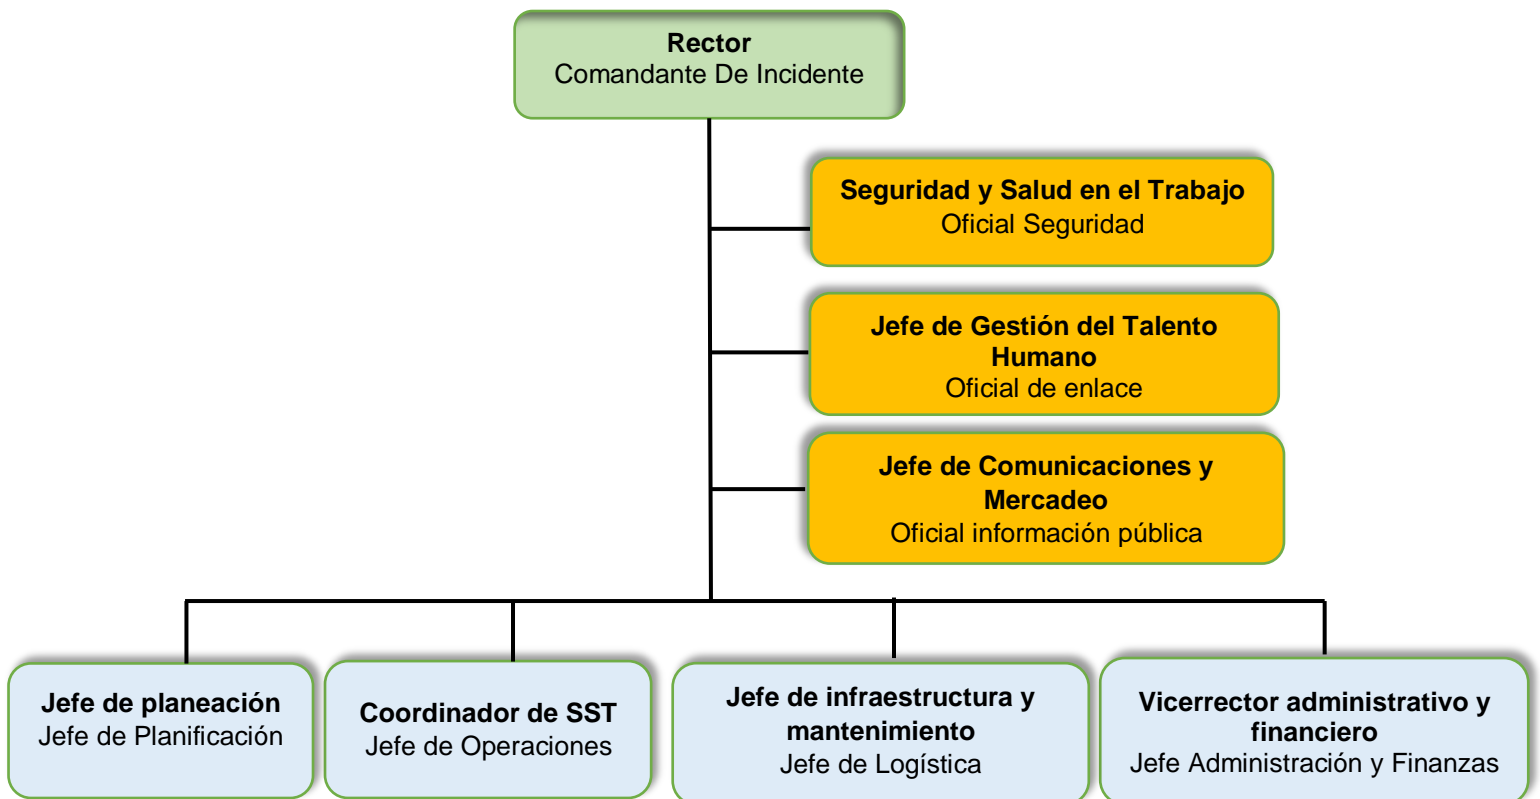 Rector
Comandante De Incidente
Seguridad y Salud en el Trabajo
Oficial Seguridad
Jefe de Gestión del Talento
Humano
Oficial de enlace
Jefe de Comunicaciones y
Mercadeo
Oficial información pública
Jefe de planeación
Jefe de Planificación
Coordinador de SST
Jefe de Operaciones
Jefe de infraestructura y
mantenimiento
Jefe de Logística
Vicerrector administrativo y
financiero
Jefe Administración y Finanzas